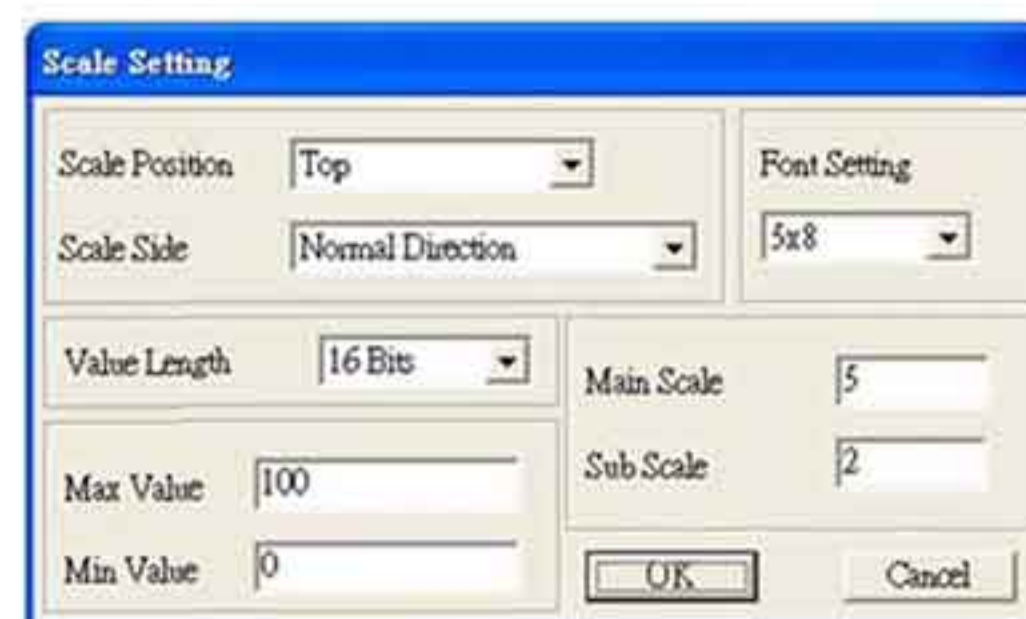 Scale Setting
Scale Position Top
Scale Side Normal Direction
Font Setting
5x8
Value Length 16 Bits
Max Value 100
Min Value 0
Main Scale 5
Sub Scale 2
OK Cancel